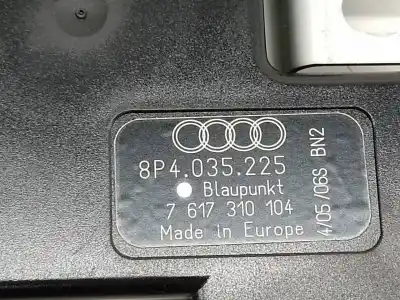 8P4.035.225
Blaupunkt
7 617 310 104
Made in Europe
4/05/06S BN2